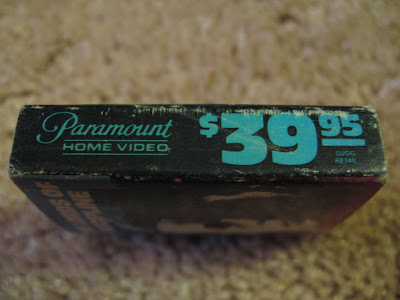 Paramount
HOME VIDEO
$39 95
SUGG
RETAIL